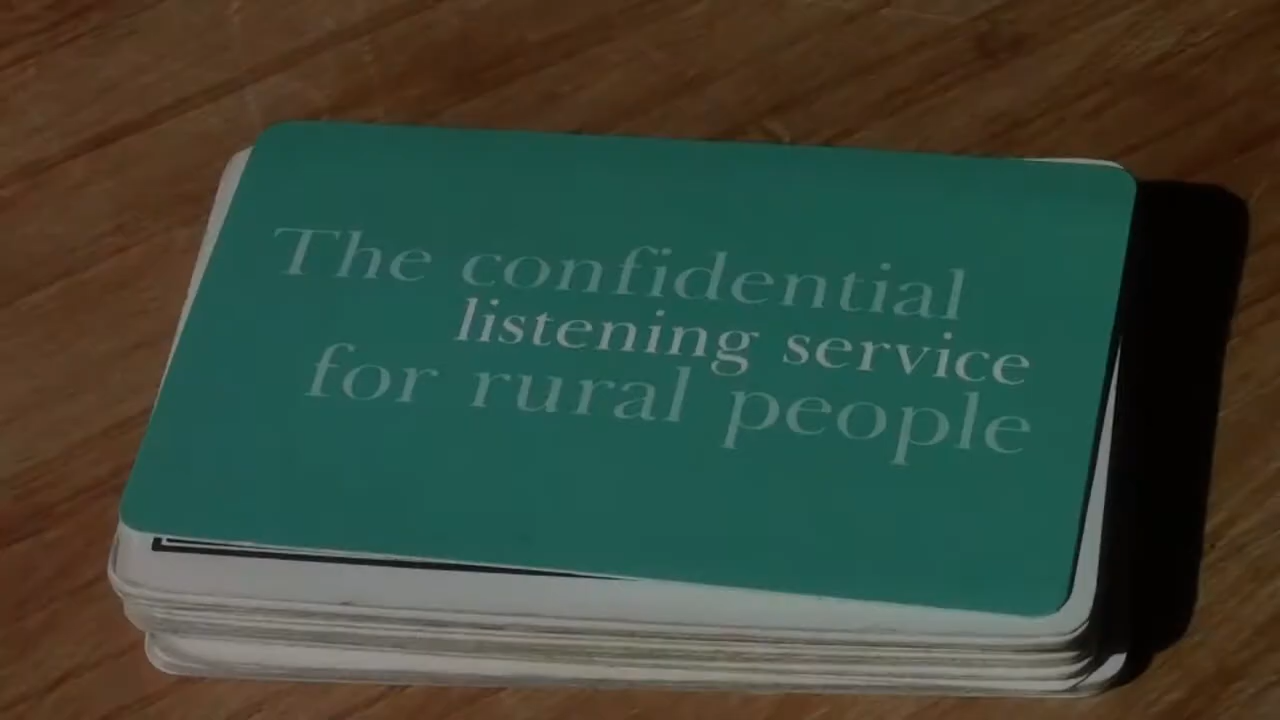 The confidential
listening service
for rural people